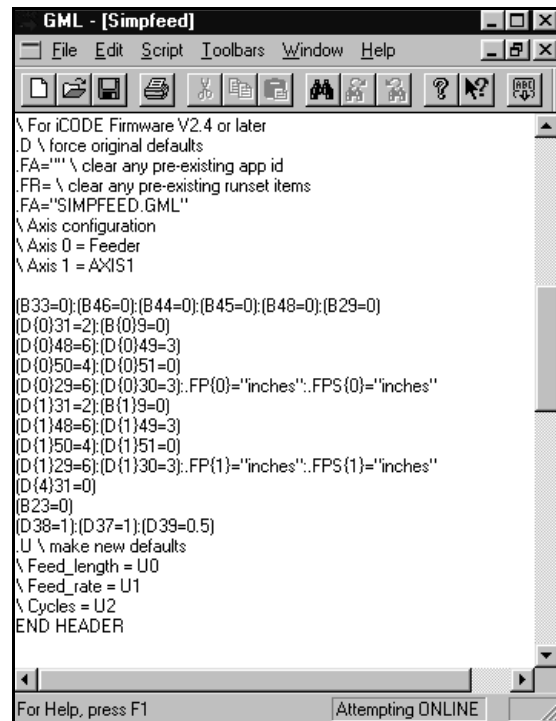 GML - [Simpfeed]
File Edit Script Toolbars Window Help
ABC
\ For iCODE Firmware V2.4 or later
.D \ force original defaults
.FA="" \ clear any pre-existing app id
.FR= \ clear any pre-existing runset items
.FA="SIMPFEED.GML"
\ Axis configuration
\ Axis 0 = Feeder
\ Axis 1 = AXIS1
(B33=0):(B46=0):(B44=0):(B45=0):(B48=0):(B29=0)
(D{0}31=2):(B{0}9=0)
(D{0}48=6):(D{0}49=3)
(D{0}50=4):(D{0}51=0)
(D{0}29=6):(D{0}30=3):.FP{0}="inches":.FPS{0}="inches"
(D{1}31=2):(B{1}9=0)
(D{1}48=6):(D{1}49=3)
(D{1}50=4):(D{1}51=0)
(D{1}29=6):(D{1}30=3):.FP{1}="inches":.FPS{1}="inches"
(D{4}31=0)
(B23=0)
(D38=1):(D37=1):(D39=0.5)
.U \ make new defaults
\ Feed_length = U0
\ Feed_rate = U1
\ Cycles = U2
END HEADER
For Help, press F1 Attempting ONLINE